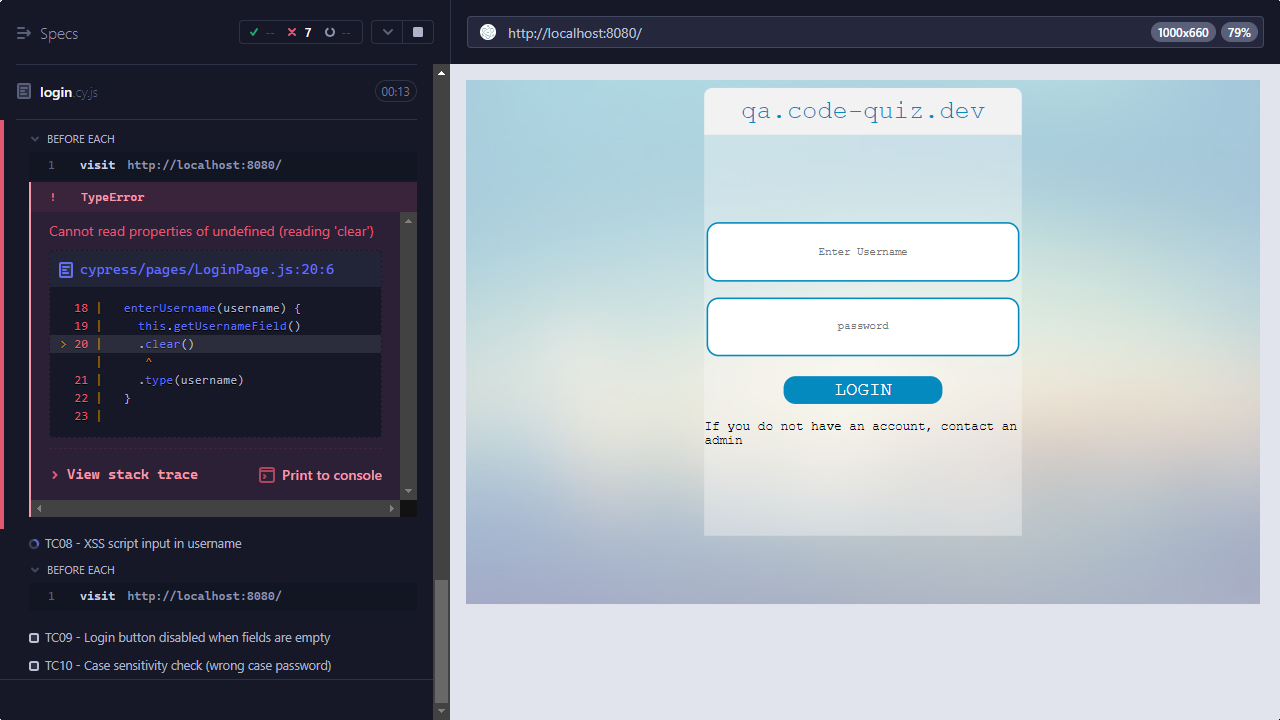 Specs
-- 7 --
login.cy.js 00:13
BEFORE EACH
1 visit http://localhost:8080/
! TypeError
Cannot read properties of undefined (reading 'clear')
cypress/pages/LoginPage.js:20:6
18 | enterUsername(username) {
19 | this.getUsernameField()
> 20 | .clear()
| ^
21 | .type(username)
22 | }
23 |
> View stack trace Print to console
TC08 - XSS script input in username
BEFORE EACH
1 visit http://localhost:8080/
TC09 - Login button disabled when fields are empty
TC10 - Case sensitivity check (wrong case password)
http://localhost:8080/ 1000x660 79%
qa.code-quiz.dev
Enter Username
password
LOGIN
If you do not have an account, contact an
admin